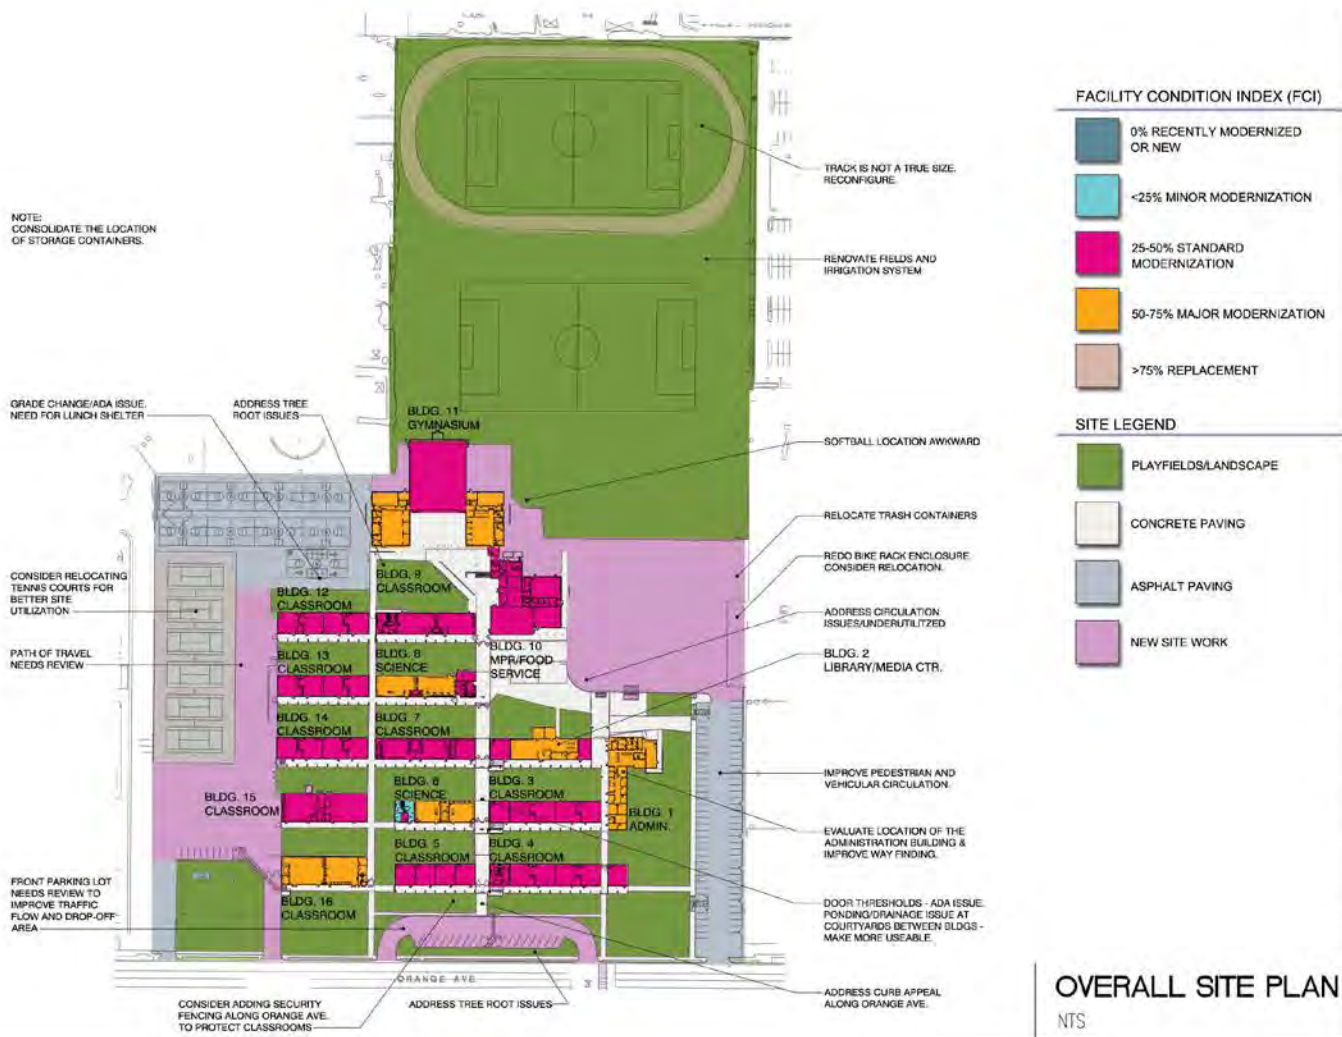 NOTE:
CONSOLIDATE THE LOCATION
OF STORAGE CONTAINERS.
GRADE CHANGE/ADA ISSUE.
NEED FOR LUNCH SHELTER
ADDRESS TREE
ROOT ISSUES
CONSIDER RELOCATING
TENNIS COURTS FOR
BETTER SITE
UTILIZATION
PATH OF TRAVEL
NEEDS REVIEW
FRONT PARKING LOT
NEEDS REVIEW TO
IMPROVE TRAFFIC
FLOW AND DROP-OFF
AREA
CONSIDER ADDING SECURITY
FENCING ALONG ORANGE AVE.
TO PROTECT CLASSROOMS
ADDRESS TREE ROOT ISSUES
ORANGE AVE
BLDG. 11
GYMNASIUM
BLDG. 9
CLASSROOM
BLDG. 12
CLASSROOM
BLDG. 13
CLASSROOM
BLDG. 8
SCIENCE
BLDG. 10
MPR/FOOD
SERVICE
BLDG. 14
CLASSROOM
BLDG. 7
CLASSROOM
BLDG. 15
CLASSROOM
BLDG. 6
SCIENCE
BLDG. 3
CLASSROOM
BLDG. 1
ADMIN.
BLDG. 5
CLASSROOM
BLDG. 4
CLASSROOM
BLDG. 16
CLASSROOM
TRACK IS NOT A TRUE SIZE.
RECONFIGURE.
RENOVATE FIELDS AND
IRRIGATION SYSTEM
SOFTBALL LOCATION AWKWARD
RELOCATE TRASH CONTAINERS
REDO BIKE RACK ENCLOSURE.
CONSIDER RELOCATION.
ADDRESS CIRCULATION
ISSUES/UNDERUTILITZED
BLDG. 2
LIBRARY/MEDIA CTR.
IMPROVE PEDESTRIAN AND
VEHICULAR CIRCULATION.
EVALUATE LOCATION OF THE
ADMINISTRATION BUILDING &
IMPROVE WAY FINDING.
DOOR THRESHOLDS - ADA ISSUE.
PONDING/DRAINAGE ISSUE AT
COURTYARDS BETWEEN BLDGS -
MAKE MORE USEABLE.
ADDRESS CURB APPEAL
ALONG ORANGE AVE.
FACILITY CONDITION INDEX (FCI)
0% RECENTLY MODERNIZED
OR NEW
<25% MINOR MODERNIZATION
25-50% STANDARD
MODERNIZATION
50-75% MAJOR MODERNIZATION
>75% REPLACEMENT
SITE LEGEND
PLAYFIELDS/LANDSCAPE
CONCRETE PAVING
ASPHALT PAVING
NEW SITE WORK
OVERALL SITE PLAN
NTS